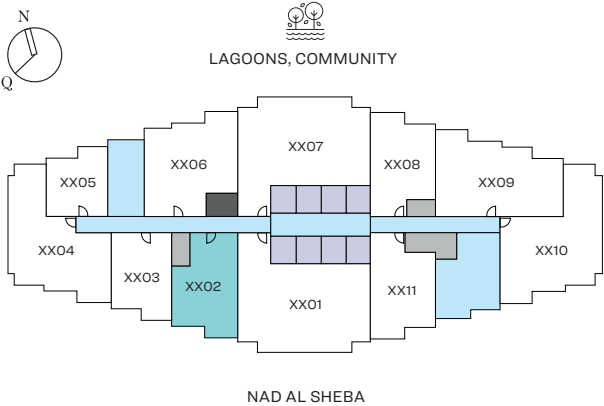 N
Q
LAGOONS, COMMUNITY
XX07
XX06
XX08
XX05
XX09
XX04
XX03
XX02
XX01
XX11
XX10
NAD AL SHEBA